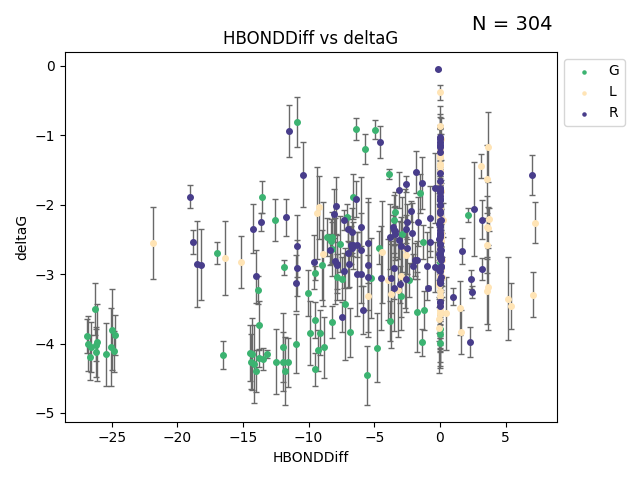 N = 304
HBONDDiff vs deltaG
G
L
R
deltaG
0
−1
−2
−3
−4
−5
−25
−20
−15
−10
−5
0
5
HBONDDiff